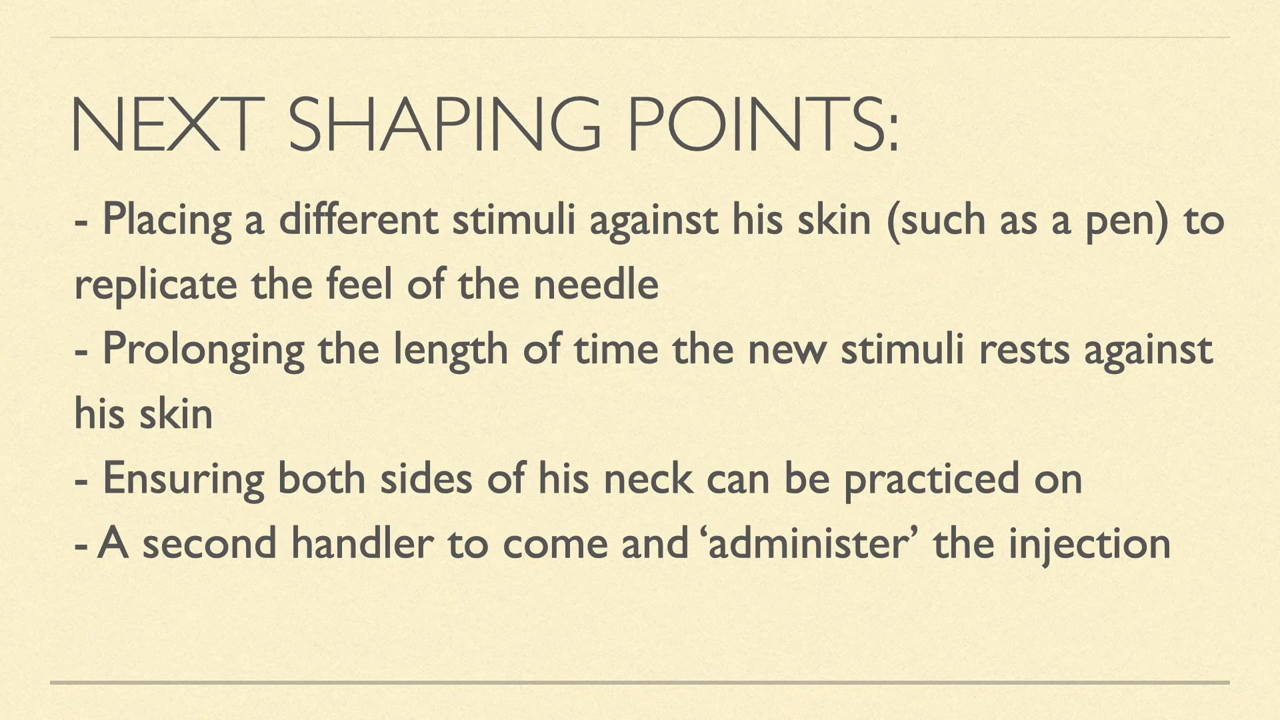 NEXT SHAPING POINTS:
- Placing a different stimuli against his skin (such as a pen) to
replicate the feel of the needle
- Prolonging the length of time the new stimuli rests against
his skin
- Ensuring both sides of his neck can be practiced on
- A second handler to come and ‘administer’ the injection